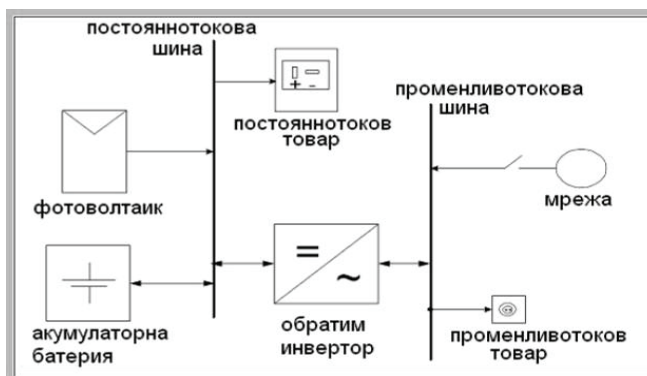 постояннотокова
шина
постояннотоков
товар
променливотокова
шина
фотоволтаик
мрежа
акумулаторна
батерия
обратим
инвертор
променливотоков
товар